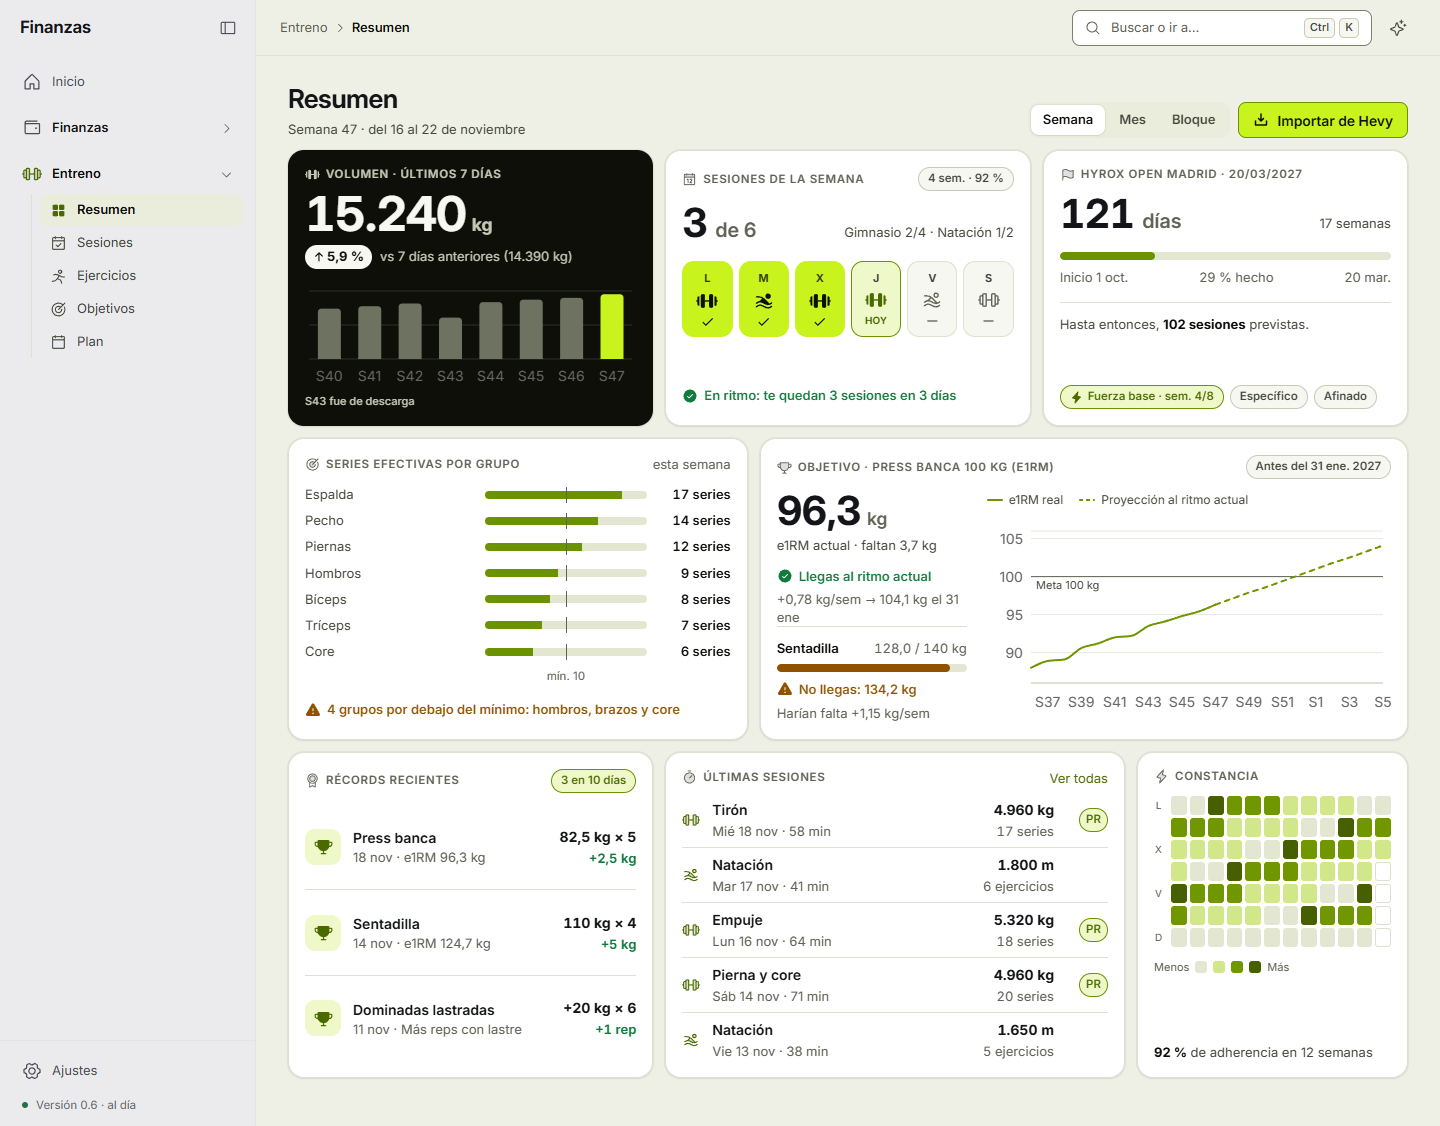 Finanzas
Inicio
Finanzas
Entreno
Resumen
Sesiones
Ejercicios
Objetivos
Plan
Ajustes
Versión 0.6 · al día
Entreno > Resumen
Buscar o ir a...
Ctrl K
Resumen
Semana 47 · del 16 al 22 de noviembre
Semana Mes Bloque
Importar de Hevy
VOLUMEN · ÚLTIMOS 7 DÍAS
15.240 kg
↑ 5,9 % vs 7 días anteriores (14.390 kg)
S40 S41 S42 S43 S44 S45 S46 S47
S43 fue de descarga
SESIONES DE LA SEMANA
4 sem. · 92 %
3 de 6
Gimnasio 2/4 · Natación 1/2
L M X J V S
HOY
En ritmo: te quedan 3 sesiones en 3 días
HYROX OPEN MADRID · 20/03/2027
121 días
17 semanas
Inicio 1 oct. 29 % hecho 20 mar.
Hasta entonces, 102 sesiones previstas.
Fuerza base · sem. 4/8 Específico Afinado
SERIES EFECTIVAS POR GRUPO
esta semana
Espalda 17 series
Pecho 14 series
Piernas 12 series
Hombros 9 series
Bíceps 8 series
Tríceps 7 series
Core 6 series
mín. 10
4 grupos por debajo del mínimo: hombros, brazos y core
OBJETIVO · PRESS BANCA 100 KG (E1RM)
Antes del 31 ene. 2027
96,3 kg
e1RM actual · faltan 3,7 kg
Llegas al ritmo actual
+0,78 kg/sem → 104,1 kg el 31
ene
Sentadilla 128,0 / 140 kg
No llegas: 134,2 kg
Harían falta +1,15 kg/sem
e1RM real Proyección al ritmo actual
105
100
Meta 100 kg
95
90
S37 S39 S41 S43 S45 S47 S49 S51 S1 S3 S5
RÉCORDS RECIENTES
3 en 10 días
Press banca 82,5 kg × 5
18 nov · e1RM 96,3 kg +2,5 kg
Sentadilla 110 kg × 4
14 nov · e1RM 124,7 kg +5 kg
Dominadas lastradas +20 kg × 6
11 nov · Más reps con lastre +1 rep
ÚLTIMAS SESIONES
Ver todas
Tirón 4.960 kg
Mié 18 nov · 58 min 17 series
PR
Natación 1.800 m
Mar 17 nov · 41 min 6 ejercicios
Empuje 5.320 kg
Lun 16 nov · 64 min 18 series
PR
Pierna y core 4.960 kg
Sáb 14 nov · 71 min 20 series
PR
Natación 1.650 m
Vie 13 nov · 38 min 5 ejercicios
CONSTANCIA
L
X
V
D
Menos Más
92 % de adherencia en 12 semanas